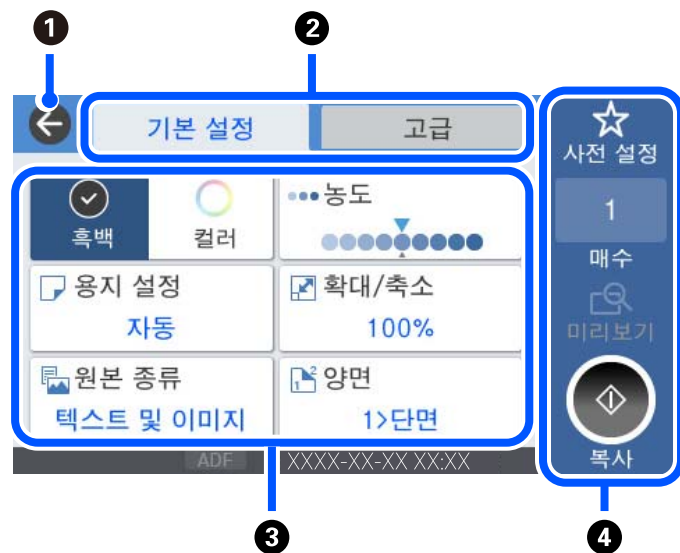 1
2
기본 설정
고급
흑백
컬러
농도
용지 설정
자동
확대/축소
100%
원본 종류
텍스트 및 이미지
1 2
양면
1>단면
ADF
XXXX-XX-XX XX:XX
사전 설정
1
매수
미리보기
복사
3
4